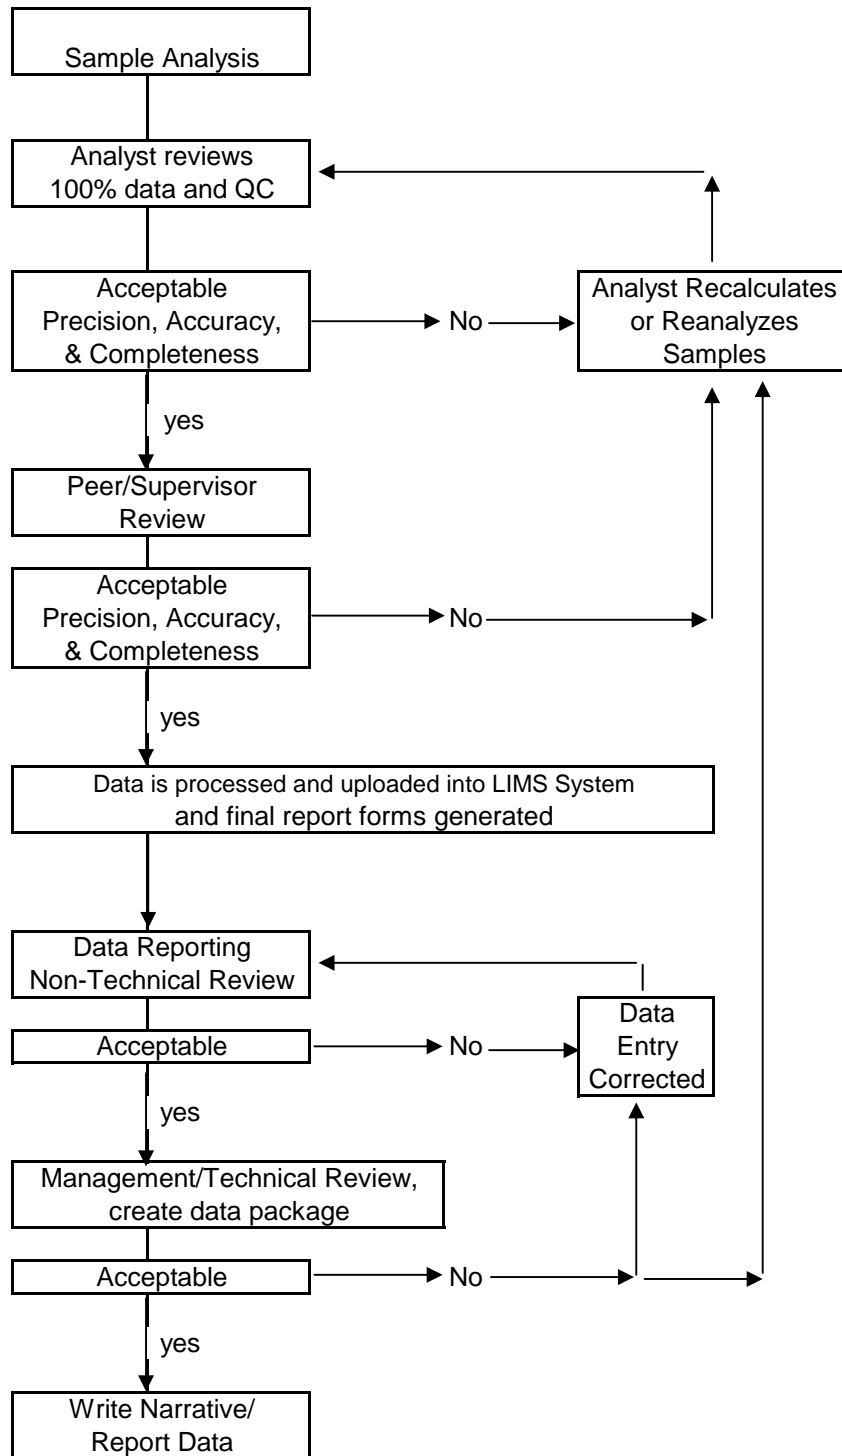 Sample Analysis
Analyst reviews
100% data and QC
Acceptable
Precision, Accuracy,
& Completeness
No
Analyst Recalculates
or Reanalyzes
Samples
yes
Peer/Supervisor
Review
Acceptable
Precision, Accuracy,
& Completeness
No
yes
Data is processed and uploaded into LIMS System
and final report forms generated
Data Reporting
Non-Technical Review
Acceptable
No
Data
Entry
Corrected
yes
Management/Technical Review,
create data package
Acceptable
No
yes
Write Narrative/
Report Data